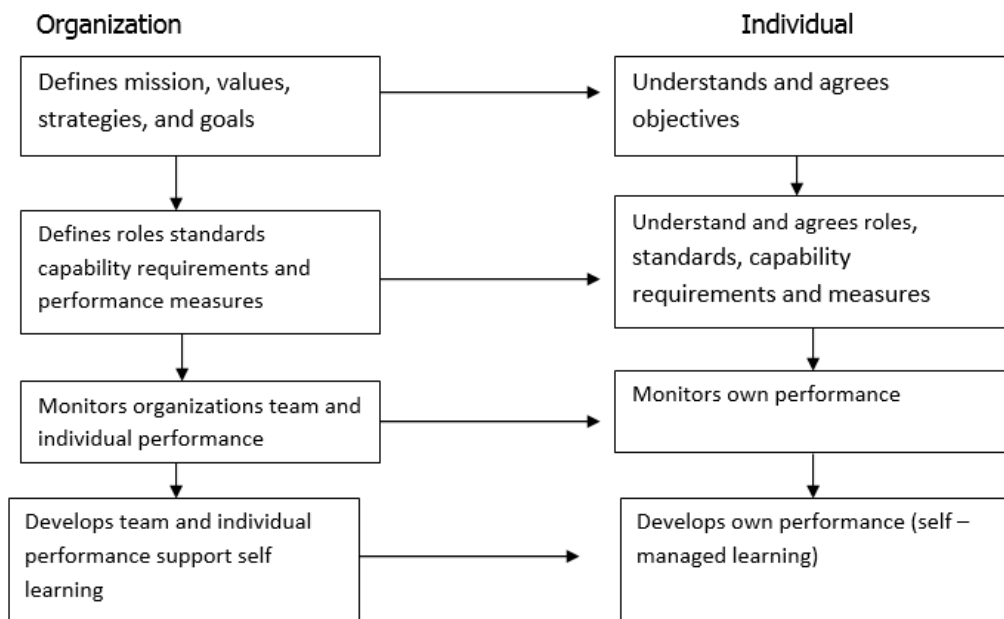 Organization
Individual
Defines mission, values,
strategies, and goals
Understands and agrees
objectives
Defines roles standards
capability requirements and
performance measures
Understand and agrees roles,
standards, capability
requirements and measures
Monitors organizations team and
individual performance
Monitors own performance
Develops team and individual
performance support self
learning
Develops own performance (self –
managed learning)